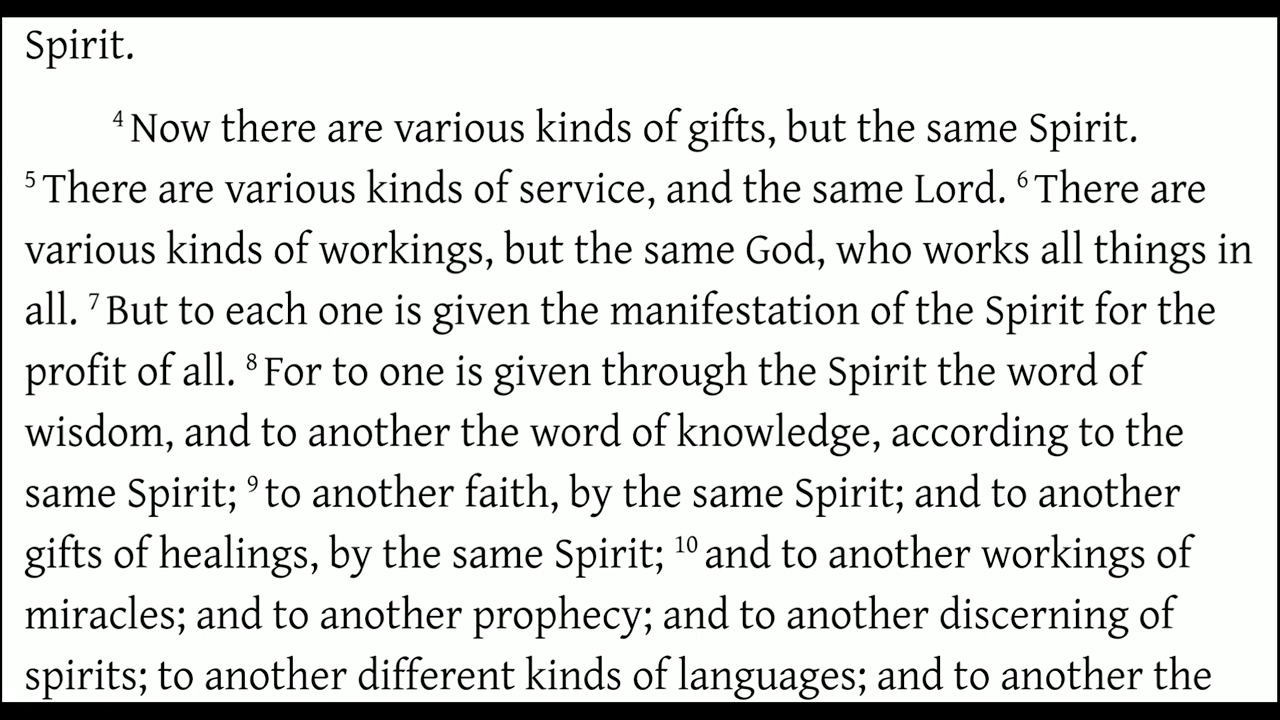 Spirit.
4 Now there are various kinds of gifts, but the same Spirit.
5 There are various kinds of service, and the same Lord. 6 There are
various kinds of workings, but the same God, who works all things in
all. 7 But to each one is given the manifestation of the Spirit for the
profit of all. 8 For to one is given through the Spirit the word of
wisdom, and to another the word of knowledge, according to the
same Spirit; 9 to another faith, by the same Spirit; and to another
gifts of healings, by the same Spirit; 10 and to another workings of
miracles; and to another prophecy; and to another discerning of
spirits; to another different kinds of languages; and to another the